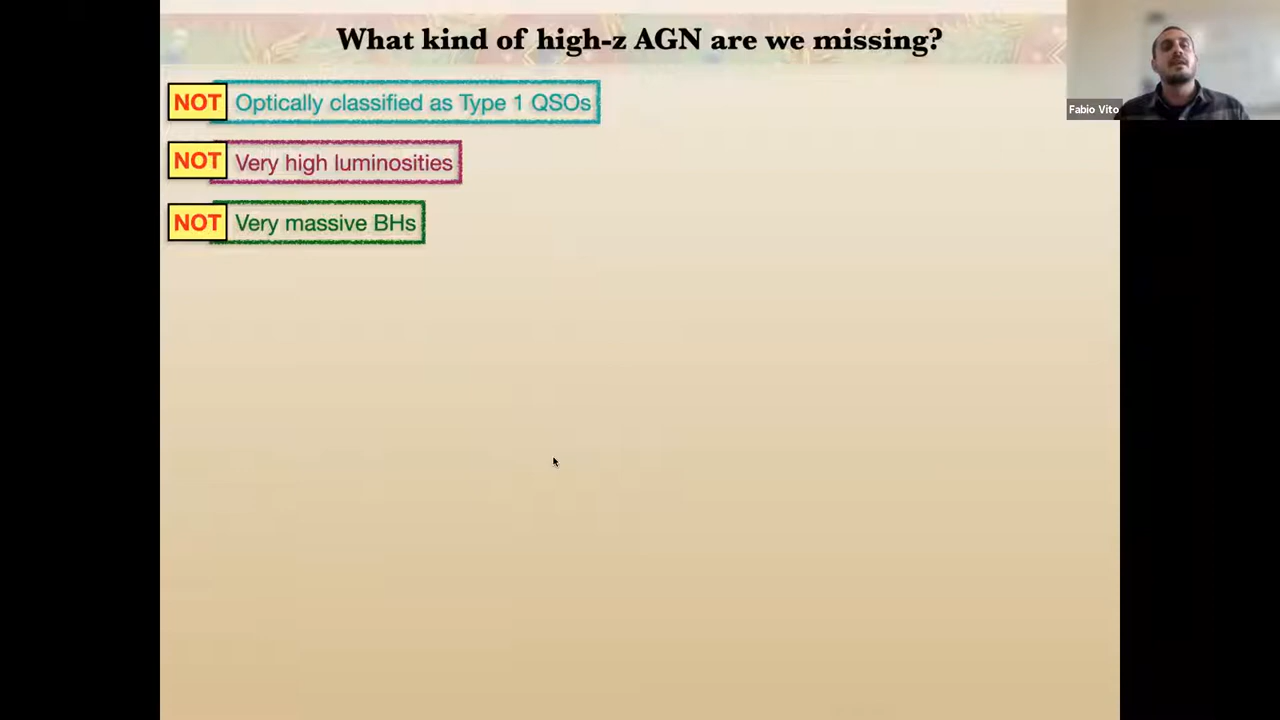 What kind of high-z AGN are we missing?
Fabio Vito
NOT Optically classified as Type 1 QSOs
NOT Very high luminosities
NOT Very massive BHs